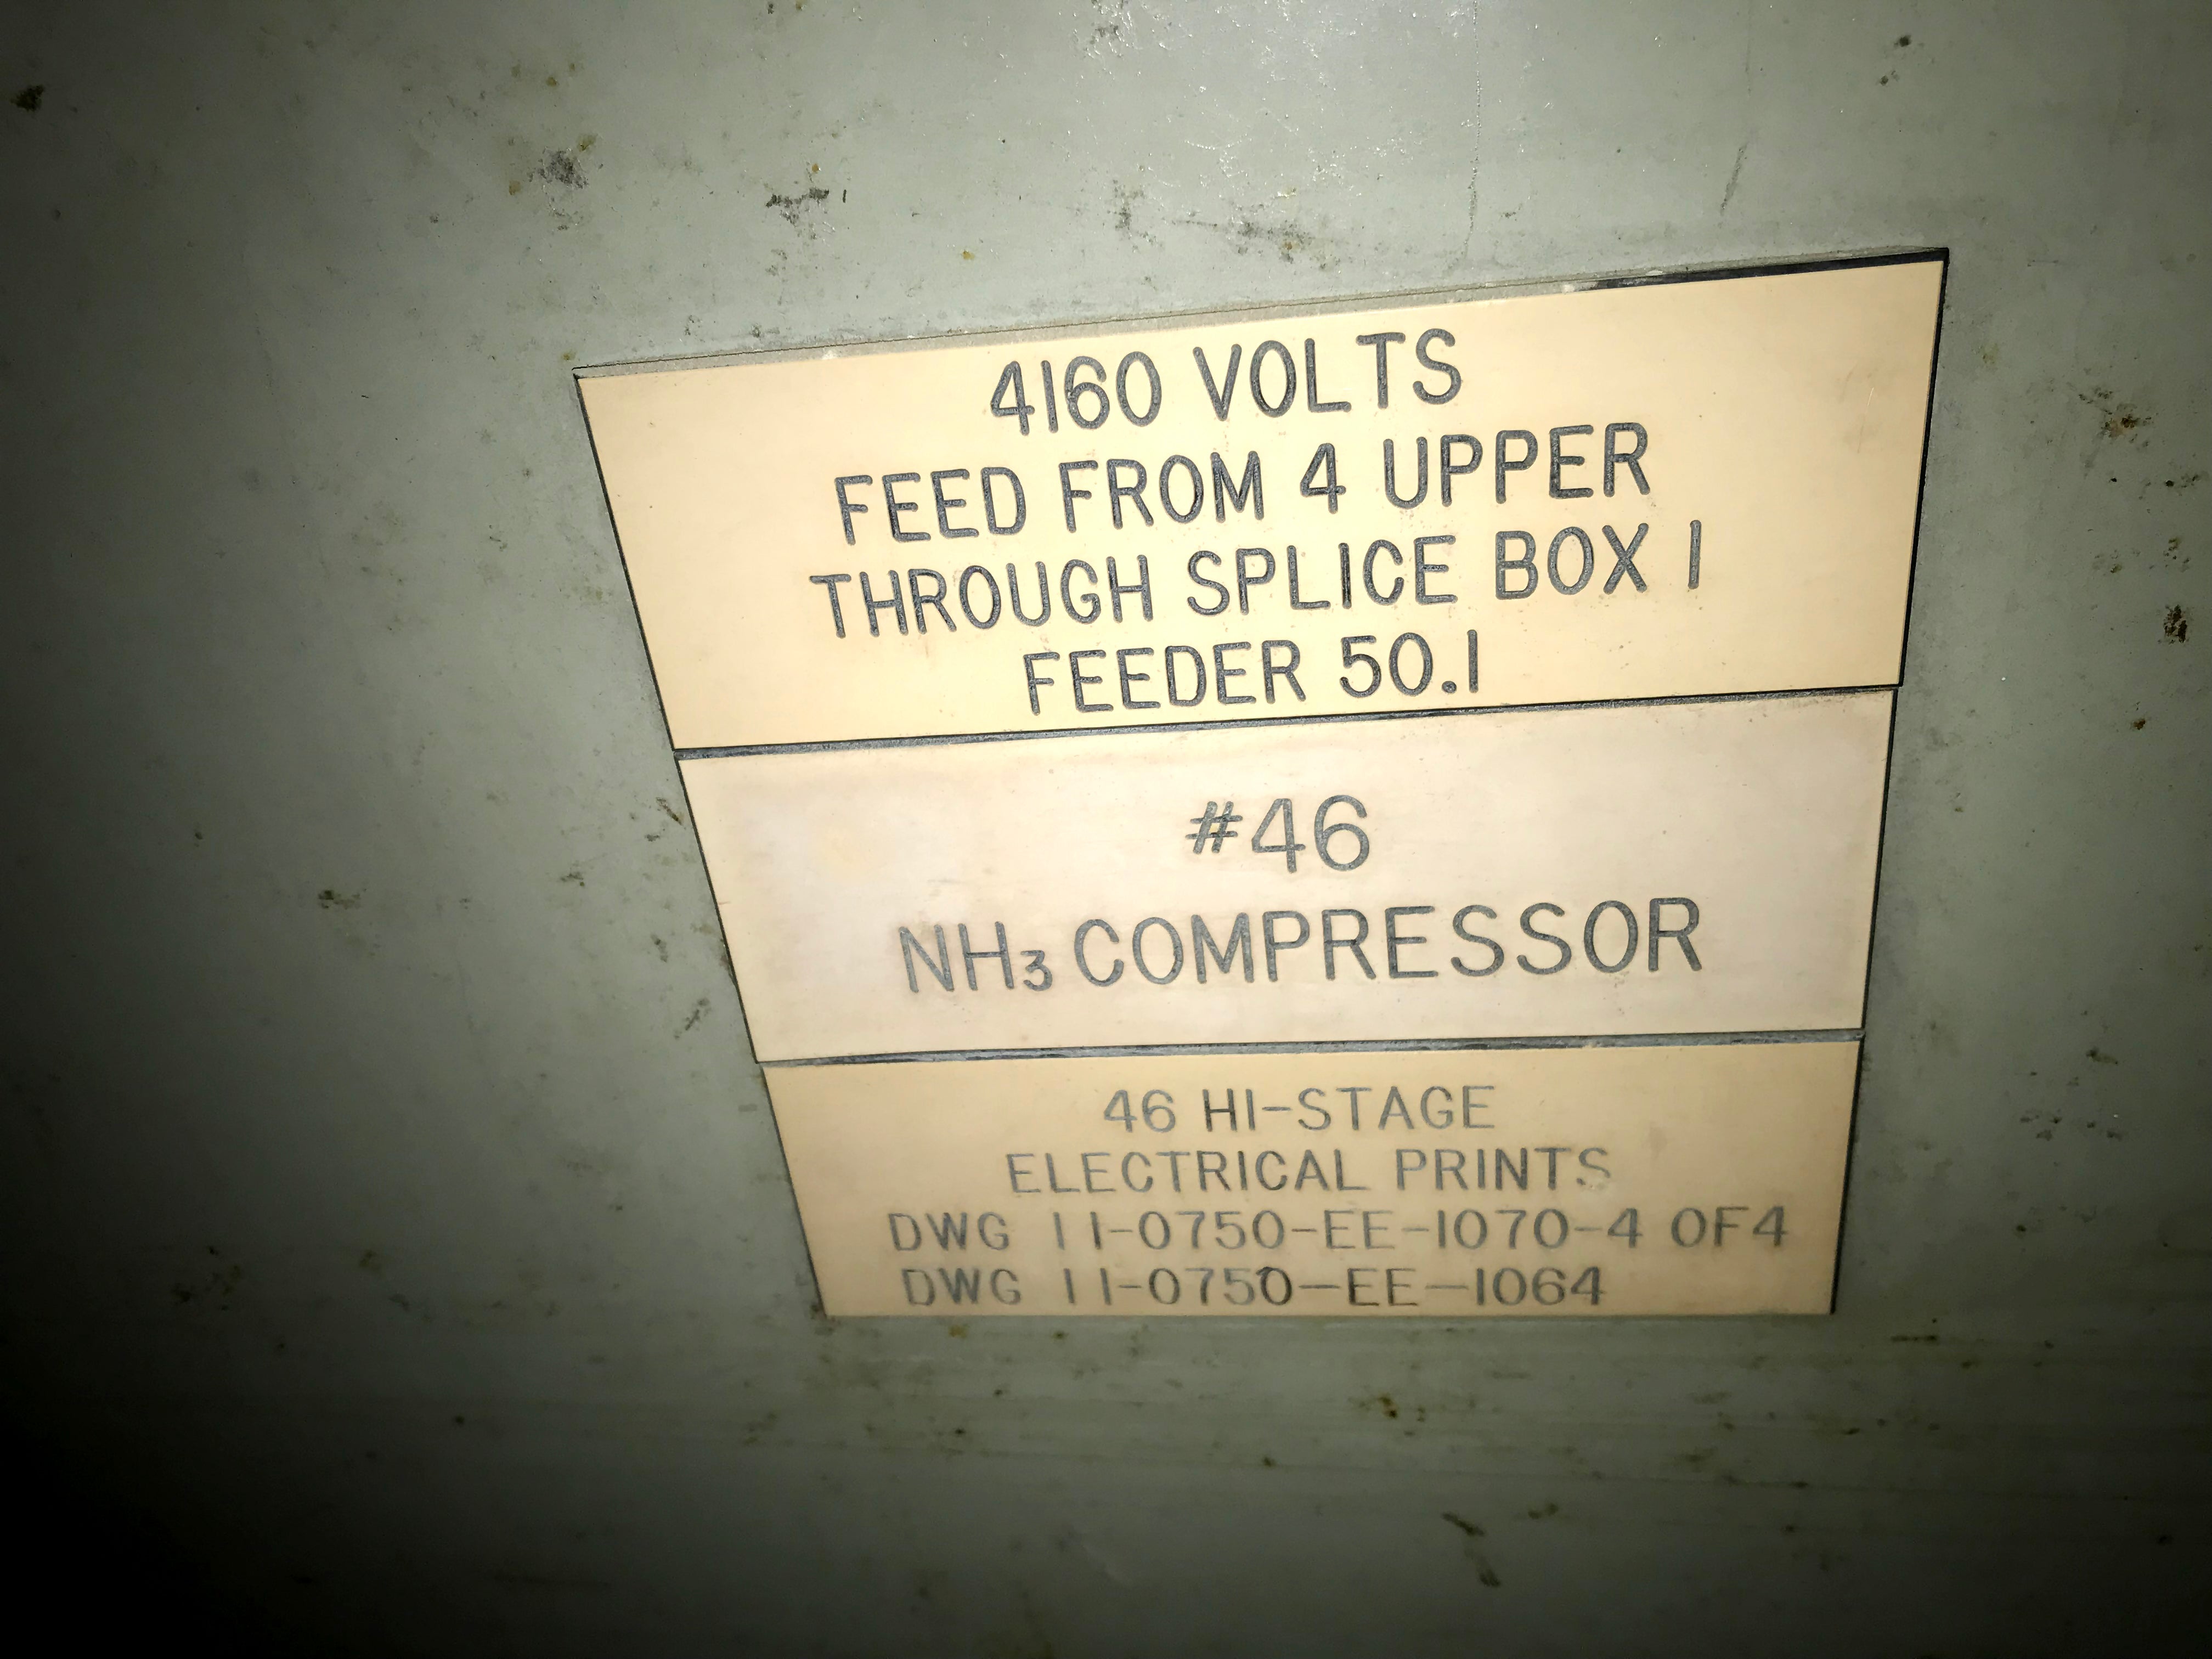 4160 VOLTS
FEED FROM 4 UPPER
THROUGH SPLICE BOX 1
FEEDER 50.1
#46
NH₃ COMPRESSOR
46 HI-STAGE
ELECTRICAL PRINTS
DWG 11-0750-EE-1070-4 OF4
DWG 11-0750-EE-1064